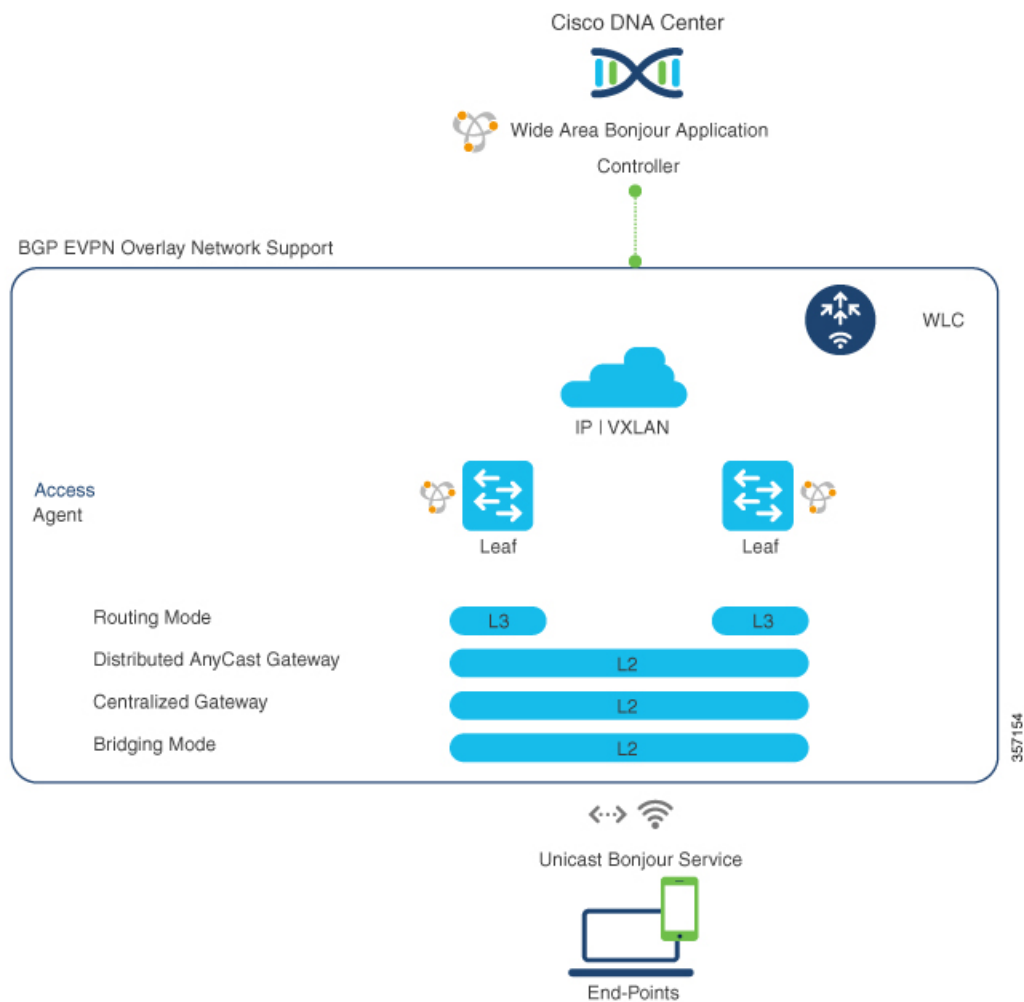 Cisco DNA Center
Wide Area Bonjour Application
Controller
BGP EVPN Overlay Network Support
WLC
IP | VXLAN
Access
Agent
Leaf
Leaf
Routing Mode
L3
L3
Distributed AnyCast Gateway
L2
Centralized Gateway
L2
Bridging Mode
L2
357154
Unicast Bonjour Service
End-Points